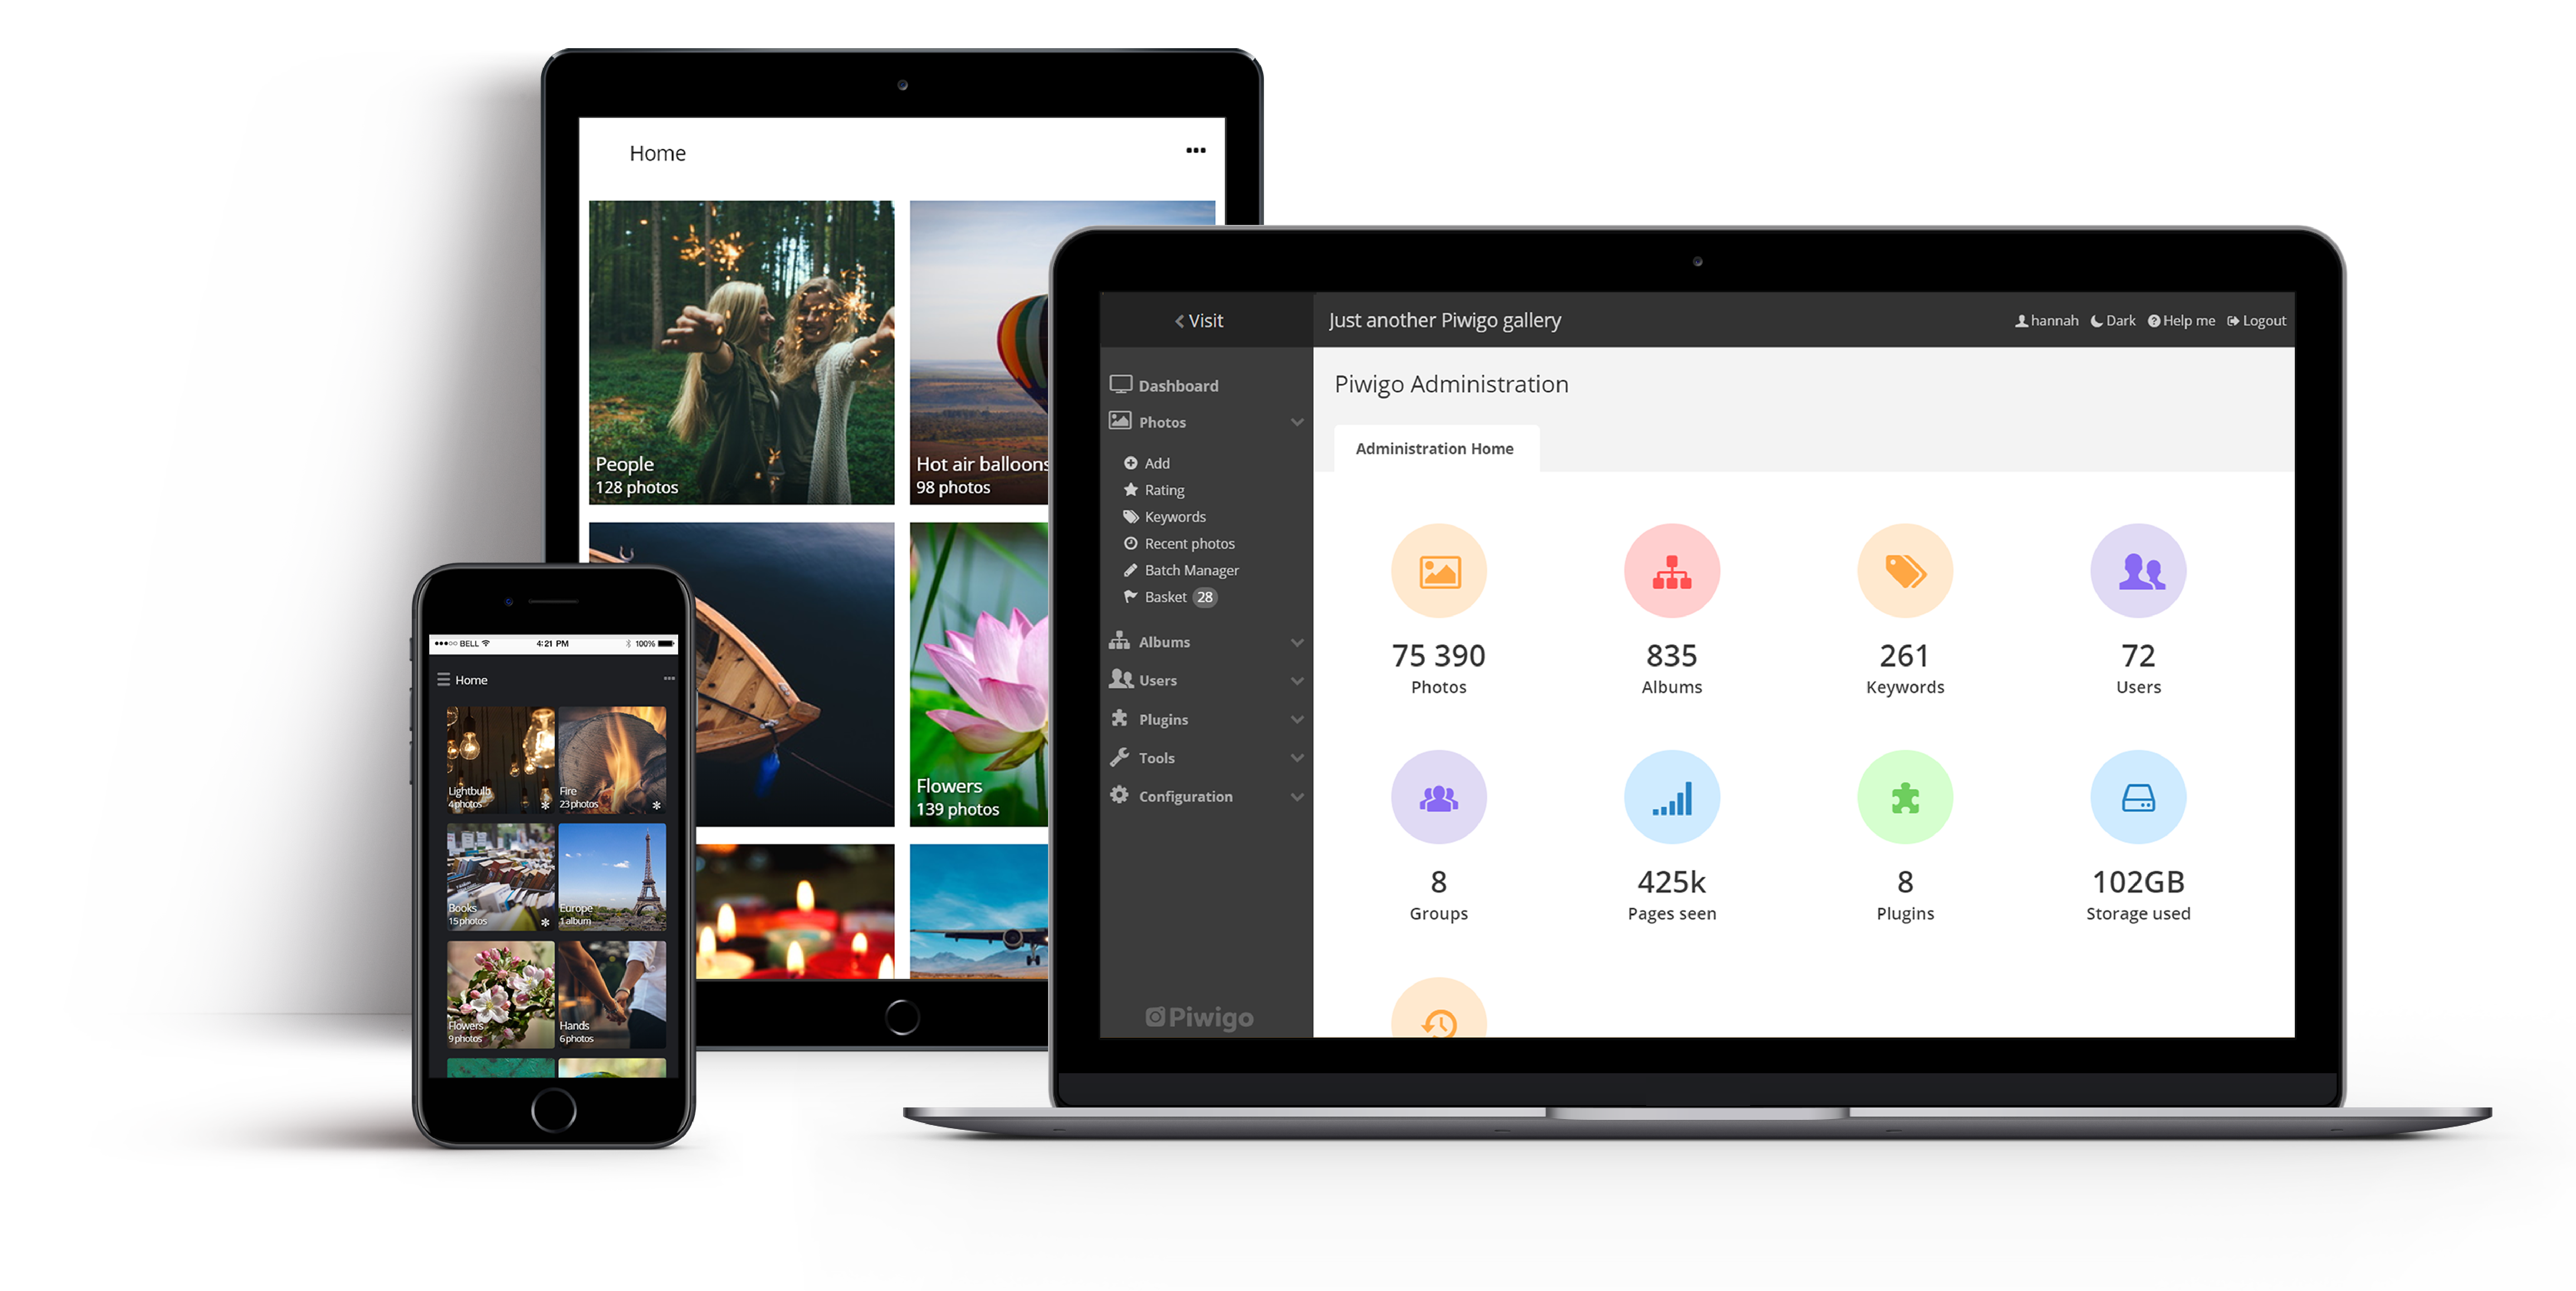 Home
People
128 photos
Hot air balloons
98 photos
Flowers
139 photos
BELL
4:21 PM
100%
Home
Lightbulb
4 photos
Fire
23 photos
Books
15 photos
Europe
1 album
Flowers
9 photos
Hands
6 photos
Visit
Just another Piwigo gallery
hannah Dark Help me Logout
Dashboard
Photos
Add
Rating
Keywords
Recent photos
Batch Manager
Basket 28
Albums
Users
Plugins
Tools
Configuration
Piwigo
Piwigo Administration
Administration Home
75 390
Photos
835
Albums
261
Keywords
72
Users
8
Groups
425k
Pages seen
8
Plugins
102GB
Storage used